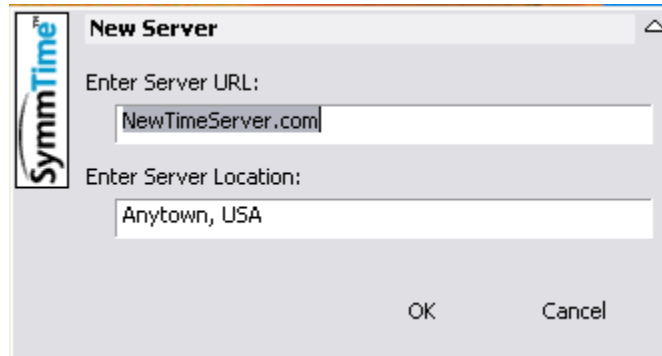 SymmTime™
New Server
Enter Server URL:
NewTimeServer.com
Enter Server Location:
Anytown, USA
OK Cancel